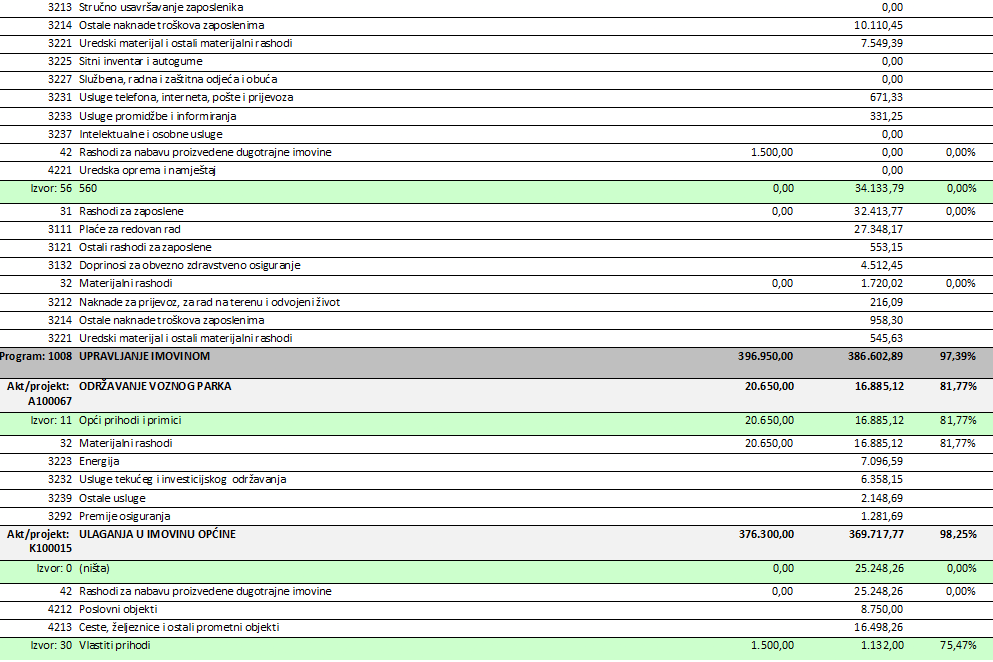 3213 Stručno usavršavanje zaposlenika 0,00
3214 Ostale naknade troškova zaposlenima 10.110,45
3221 Uredski materijal i ostali materijalni rashodi 7.549,39
3225 Sitni inventar i autogume 0,00
3227 Službena, radna i zaštitna odjeća i obuća 0,00
3231 Usluge telefona, interneta, pošte i prijevoza 671,33
3233 Usluge promidžbe i informiranja 331,25
3237 Intelektualne i osobne usluge 0,00
42 Rashodi za nabavu proizvedene dugotrajne imovine 1.500,00 0,00 0,00%
4221 Uredska oprema i namještaj 0,00
Izvor: 56 560 0,00 34.133,79 0,00%
31 Rashodi za zaposlene 0,00 32.413,77 0,00%
3111 Plaće za redovan rad 27.348,17
3121 Ostali rashodi za zaposlene 553,15
3132 Doprinosi za obvezno zdravstveno osiguranje 4.512,45
32 Materijalni rashodi 0,00 1.720,02 0,00%
3212 Naknade za prijevoz, za rad na terenu i odvojeni život 216,09
3214 Ostale naknade troškova zaposlenima 958,30
3221 Uredski materijal i ostali materijalni rashodi 545,63
Program: 1008 UPRAVLJANJE IMOVINOM 396.950,00 386.602,89 97,39%
Akt/projekt: ODRŽAVANJE VOZNOG PARKA 20.650,00 16.885,12 81,77%
A100067
Izvor: 11 Opći prihodi i primici 20.650,00 16.885,12 81,77%
32 Materijalni rashodi 20.650,00 16.885,12 81,77%
3223 Energija 7.096,59
3232 Usluge tekućeg i investicijskog održavanja 6.358,15
3239 Ostale usluge 2.148,69
3292 Premije osiguranja 1.281,69
Akt/projekt: ULAGANJA U IMOVINU OPĆINE 376.300,00 369.717,77 98,25%
K100015
Izvor: 0 (ništa) 0,00 25.248,26 0,00%
42 Rashodi za nabavu proizvedene dugotrajne imovine 0,00 25.248,26 0,00%
4212 Poslovni objekti 8.750,00
4213 Ceste, željeznice i ostali prometni objekti 16.498,26
Izvor: 30 Vlastiti prihodi 1.500,00 1.132,00 75,47%